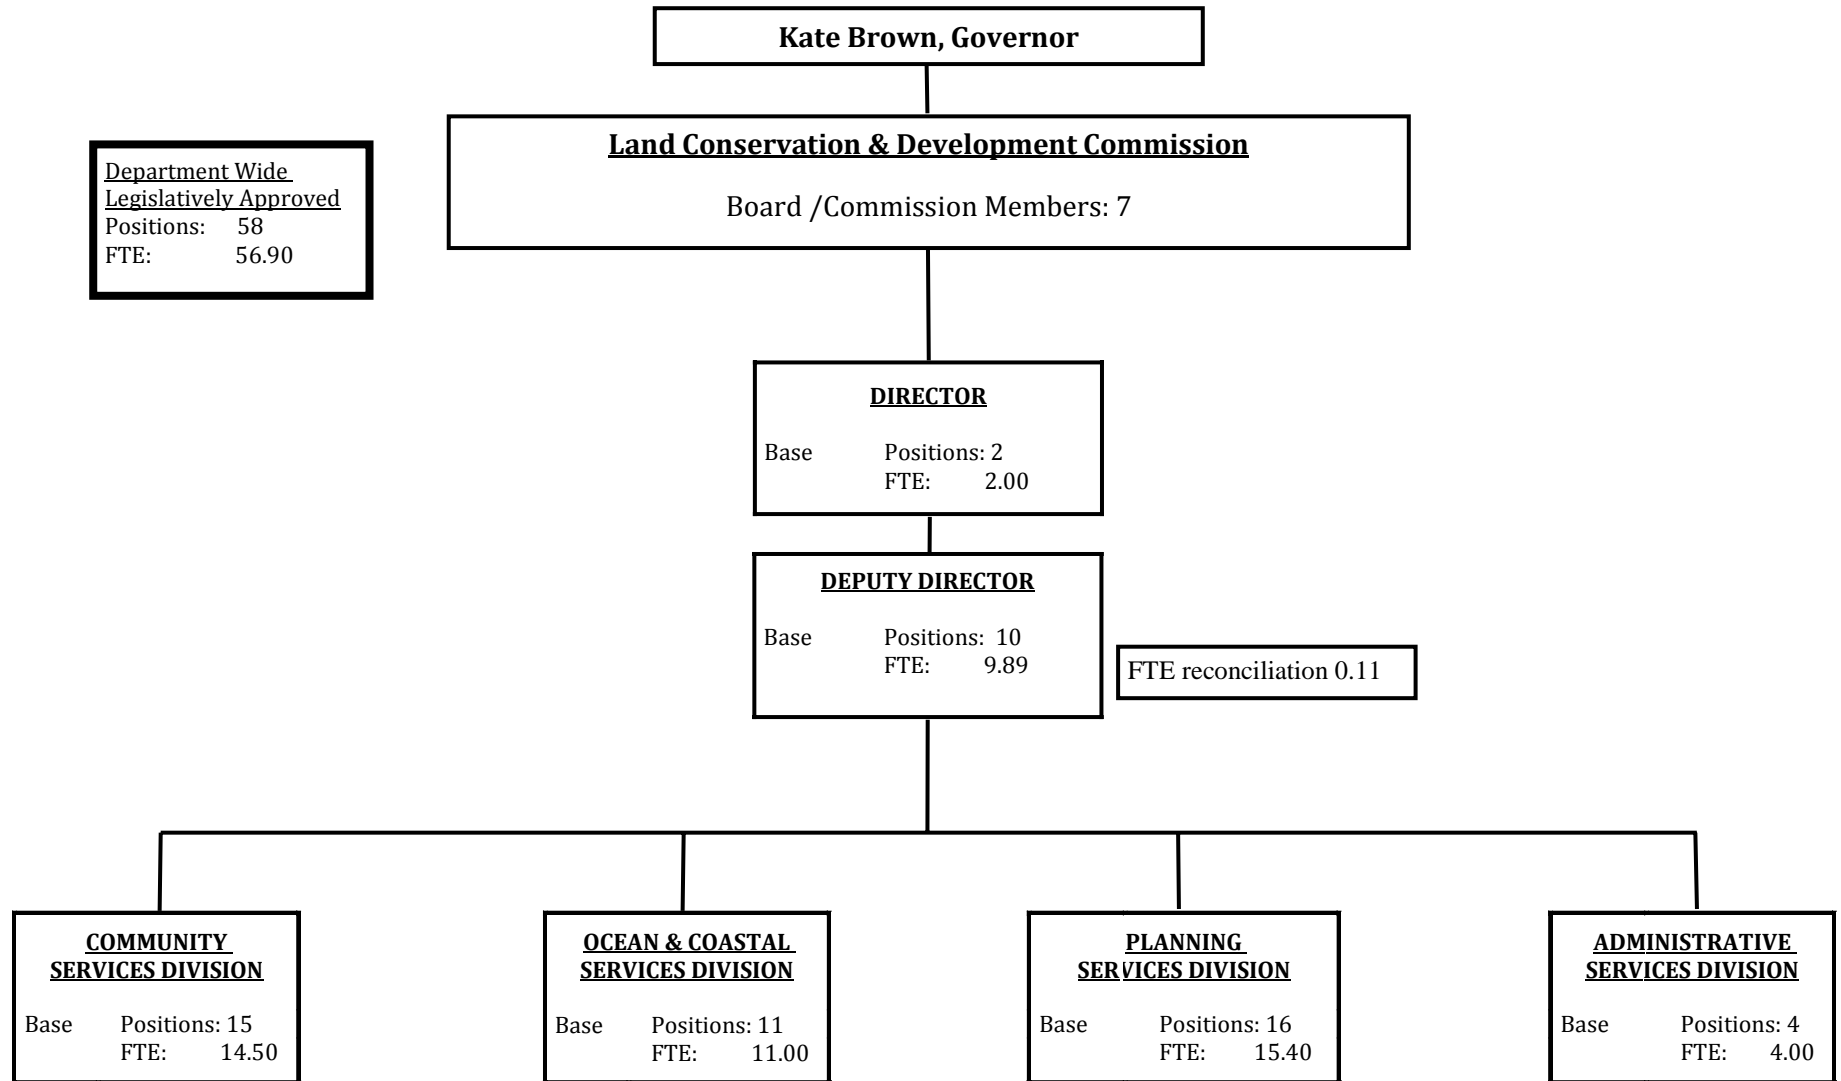 Kate Brown, Governor
Land Conservation & Development Commission
Board /Commission Members: 7
Department Wide
Legislatively Approved
Positions: 58
FTE: 56.90
DIRECTOR
Base Positions: 2
FTE: 2.00
DEPUTY DIRECTOR
Base Positions: 10
FTE: 9.89
FTE reconciliation 0.11
COMMUNITY
SERVICES DIVISION
Base Positions: 15
FTE: 14.50
OCEAN & COASTAL
SERVICES DIVISION
Base Positions: 11
FTE: 11.00
PLANNING
SERVICES DIVISION
Base Positions: 16
FTE: 15.40
ADMINISTRATIVE
SERVICES DIVISION
Base Positions: 4
FTE: 4.00